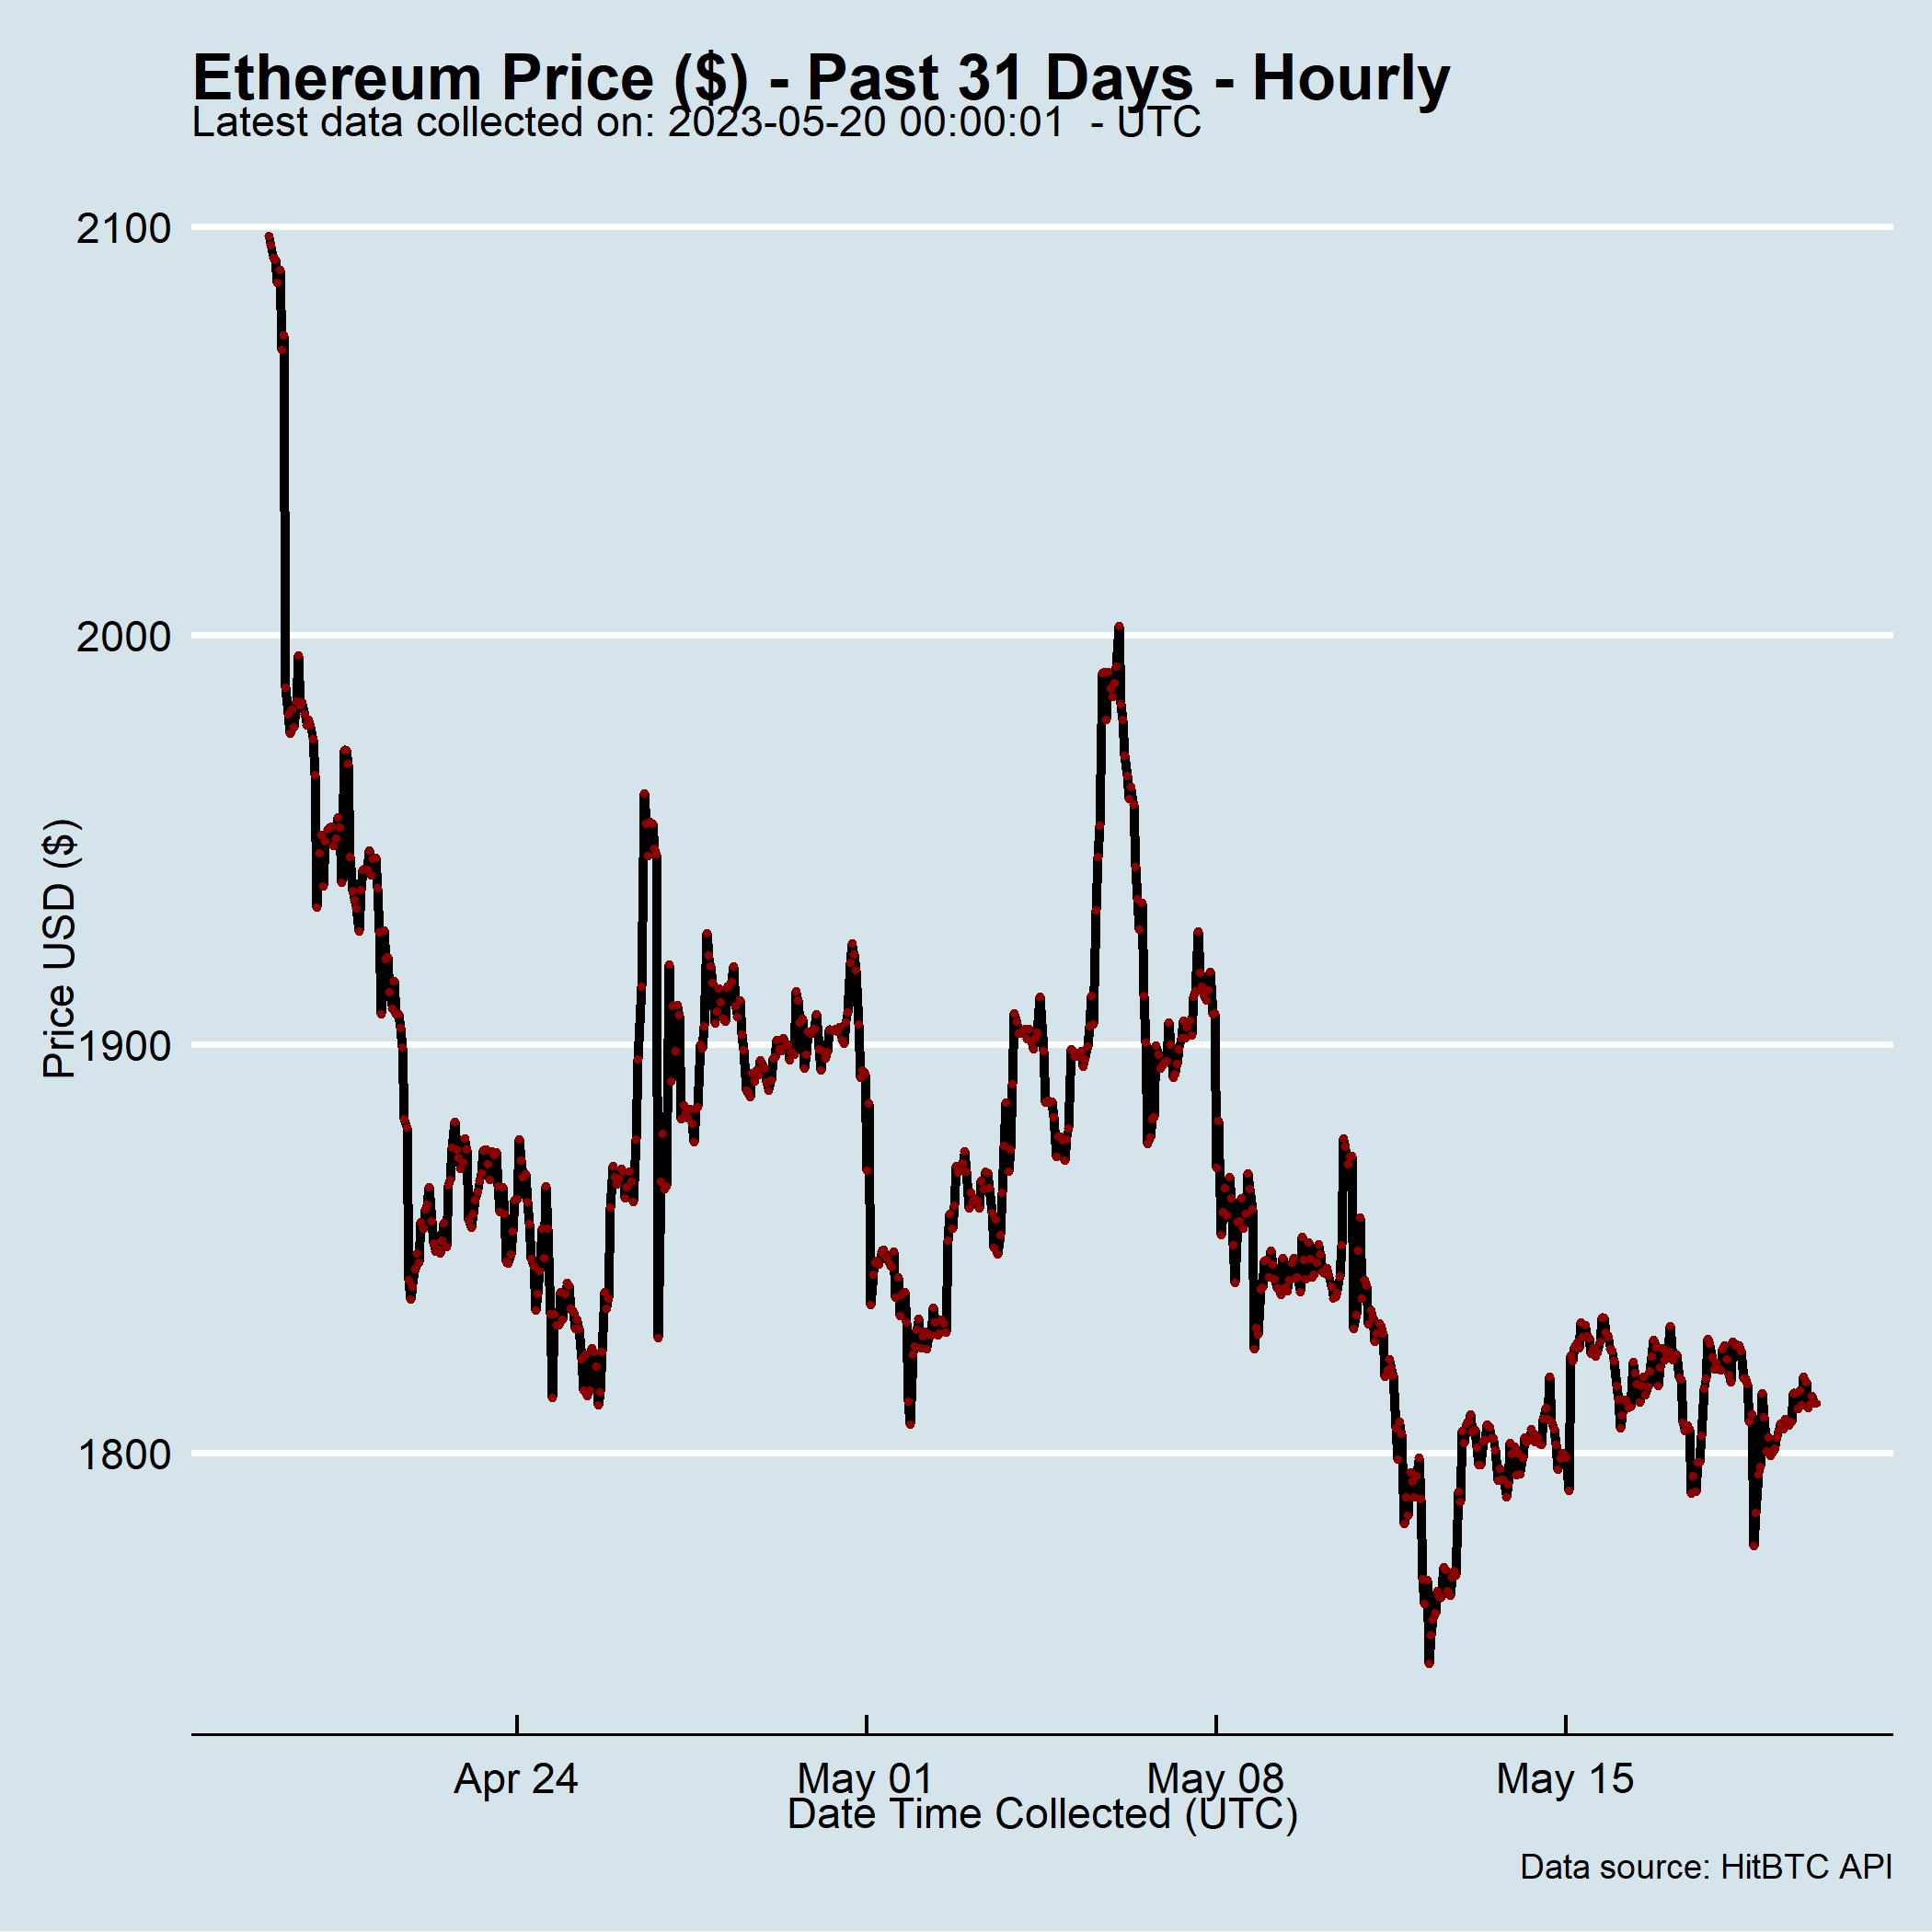 Ethereum Price ($) - Past 31 Days - Hourly
Latest data collected on: 2023-05-20 00:00:01  - UTC
2100
2000
1900
1800
Price USD ($)
Apr 24
May 01
May 08
May 15
Date Time Collected (UTC)
Data source: HitBTC API